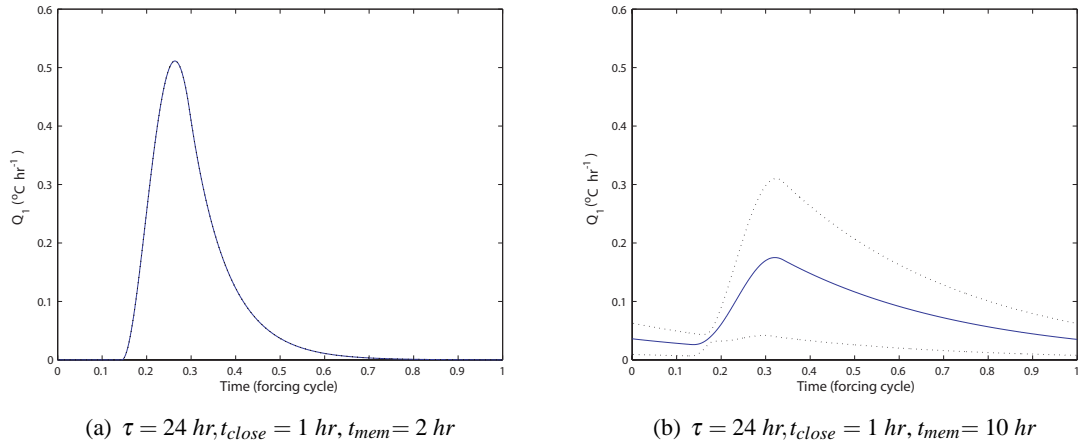 0.6
0.5
0.4
0.3
0.2
0.1
0
Q₁ (°C hr⁻¹)
0 0.1 0.2 0.3 0.4 0.5 0.6 0.7 0.8 0.9 1
Time (forcing cycle)
(a) τ = 24 hr,t_close = 1 hr, t_mem= 2 hr
0.6
0.5
0.4
0.3
0.2
0.1
0
Q₁ (°C hr⁻¹)
0 0.1 0.2 0.3 0.4 0.5 0.6 0.7 0.8 0.9 1
Time (forcing cycle)
(b) τ = 24 hr,t_close = 1 hr, t_mem= 10 hr